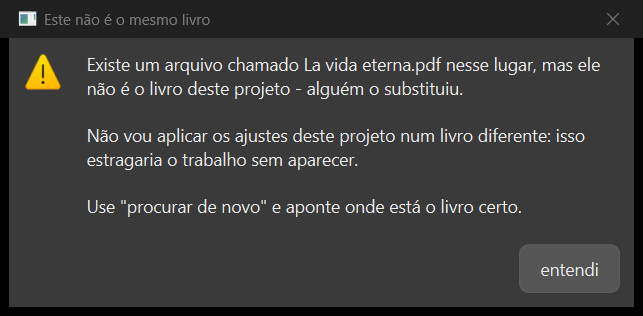 Este não é o mesmo livro
Existe um arquivo chamado La vida eterna.pdf nesse lugar, mas ele
não é o livro deste projeto - alguém o substituiu.
Não vou aplicar os ajustes deste projeto num livro diferente: isso
estragaria o trabalho sem aparecer.
Use "procurar de novo" e aponte onde está o livro certo.
entendi